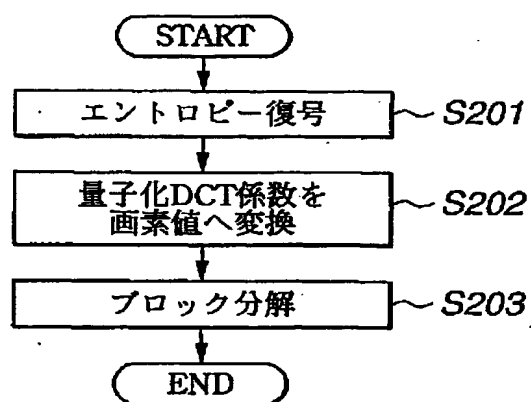 START
エントロピー復号
S201
量子化DCT係数を
画素値へ変換
S202
ブロック分解
S203
END